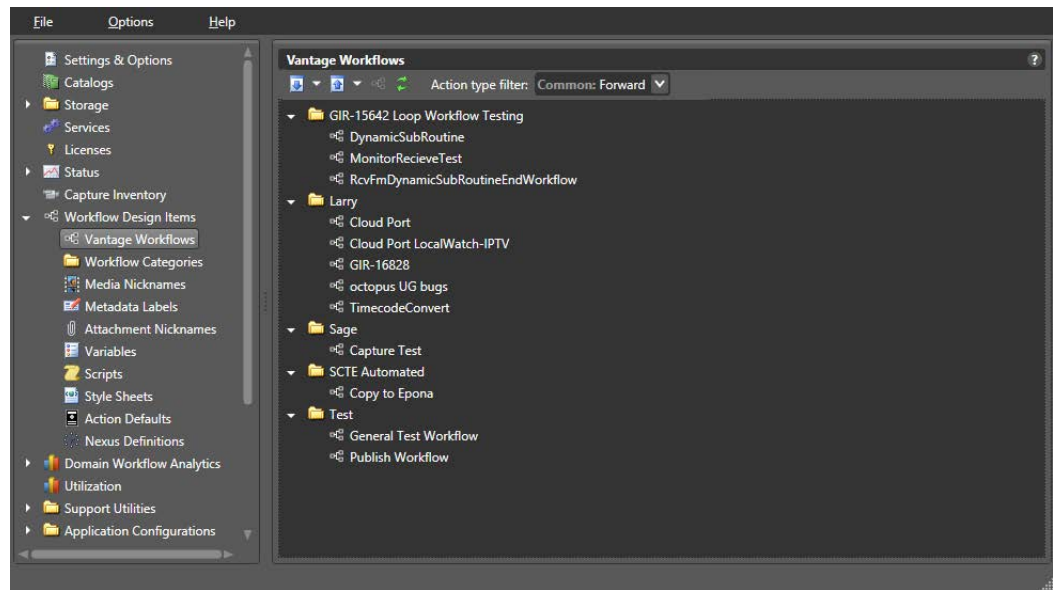 File Options Help
Settings & Options
Catalogs
Storage
Services
Licenses
Status
Capture Inventory
Workflow Design Items
Vantage Workflows
Workflow Categories
Media Nicknames
Metadata Labels
Attachment Nicknames
Variables
Scripts
Style Sheets
Action Defaults
Nexus Definitions
Domain Workflow Analytics
Utilization
Support Utilities
Application Configurations
Vantage Workflows ?
Action type filter: Common: Forward
GIR-15642 Loop Workflow Testing
DynamicSubRoutine
MonitorRecieveTest
RcvFmDynamicSubRoutineEndWorkflow
Larry
Cloud Port
Cloud Port LocalWatch-IPTV
GIR-16828
octopus UG bugs
TimecodeConvert
Sage
Capture Test
SCTE Automated
Copy to Epona
Test
General Test Workflow
Publish Workflow